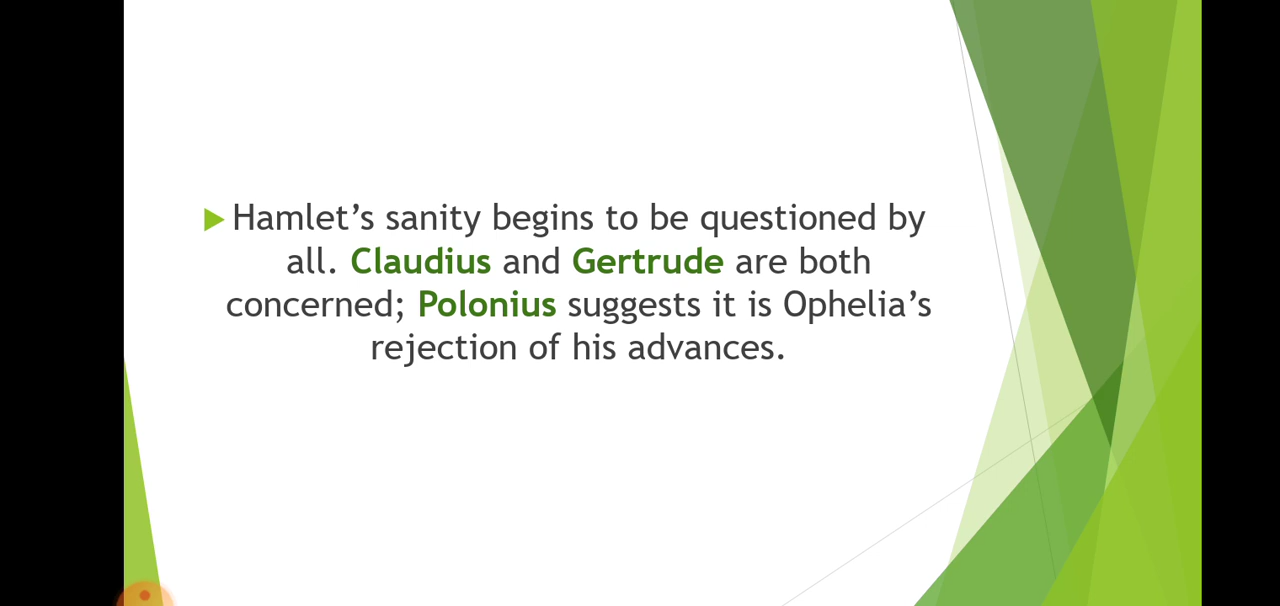 Hamlet’s sanity begins to be questioned by
all. Claudius and Gertrude are both
concerned; Polonius suggests it is Ophelia’s
rejection of his advances.